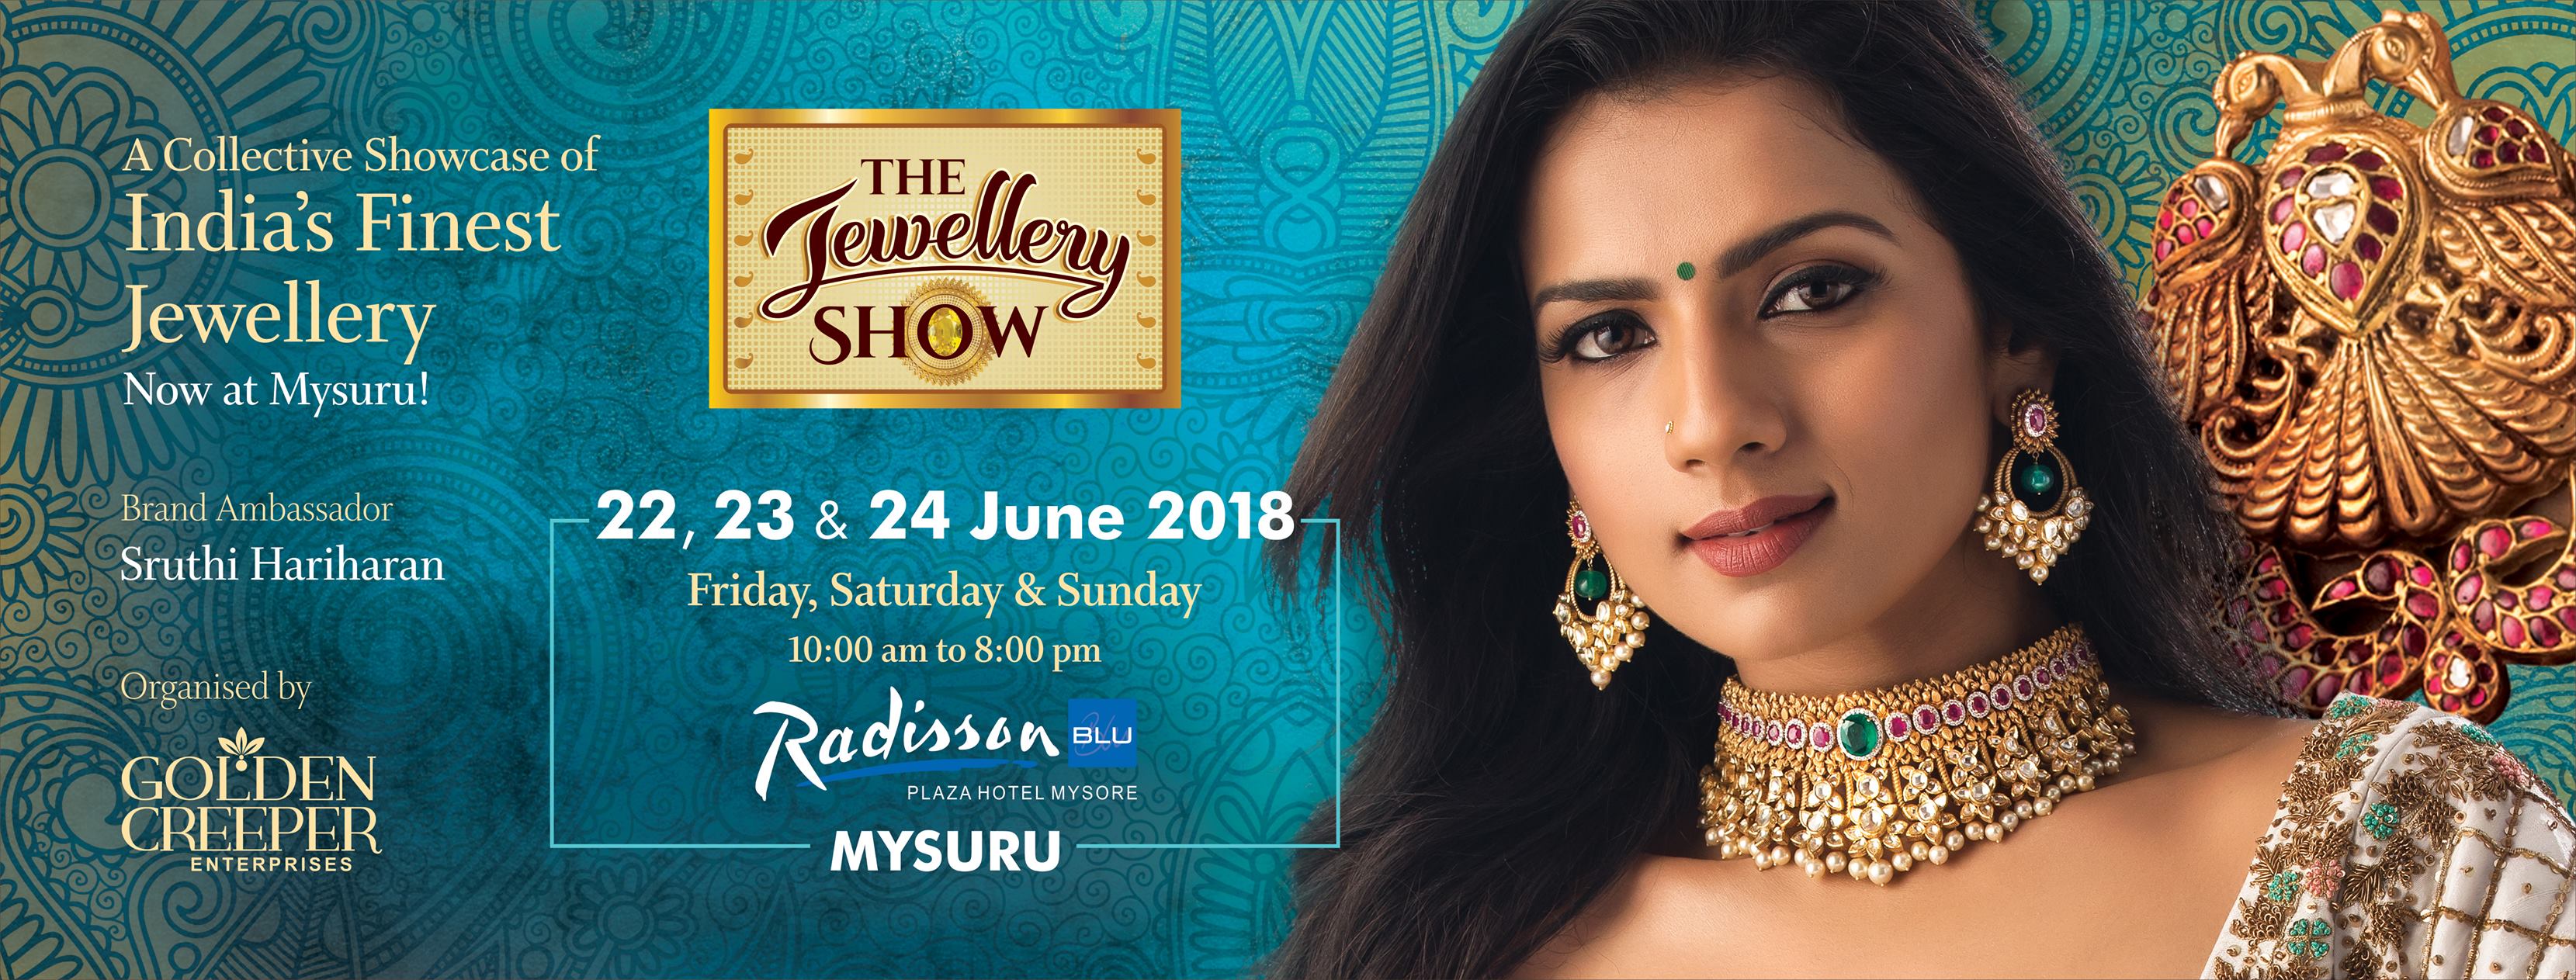 A Collective Showcase of
India's Finest
Jewellery
Now at Mysuru!
Brand Ambassador
Sruthi Hariharan
Organised by
GOLDEN
CREEPER
ENTERPRISES
THE
Jewellery
SHOW
22, 23 & 24 June 2018
Friday, Saturday & Sunday
10:00 am to 8:00 pm
Radisson BLU
PLAZA HOTEL MYSORE
MYSURU